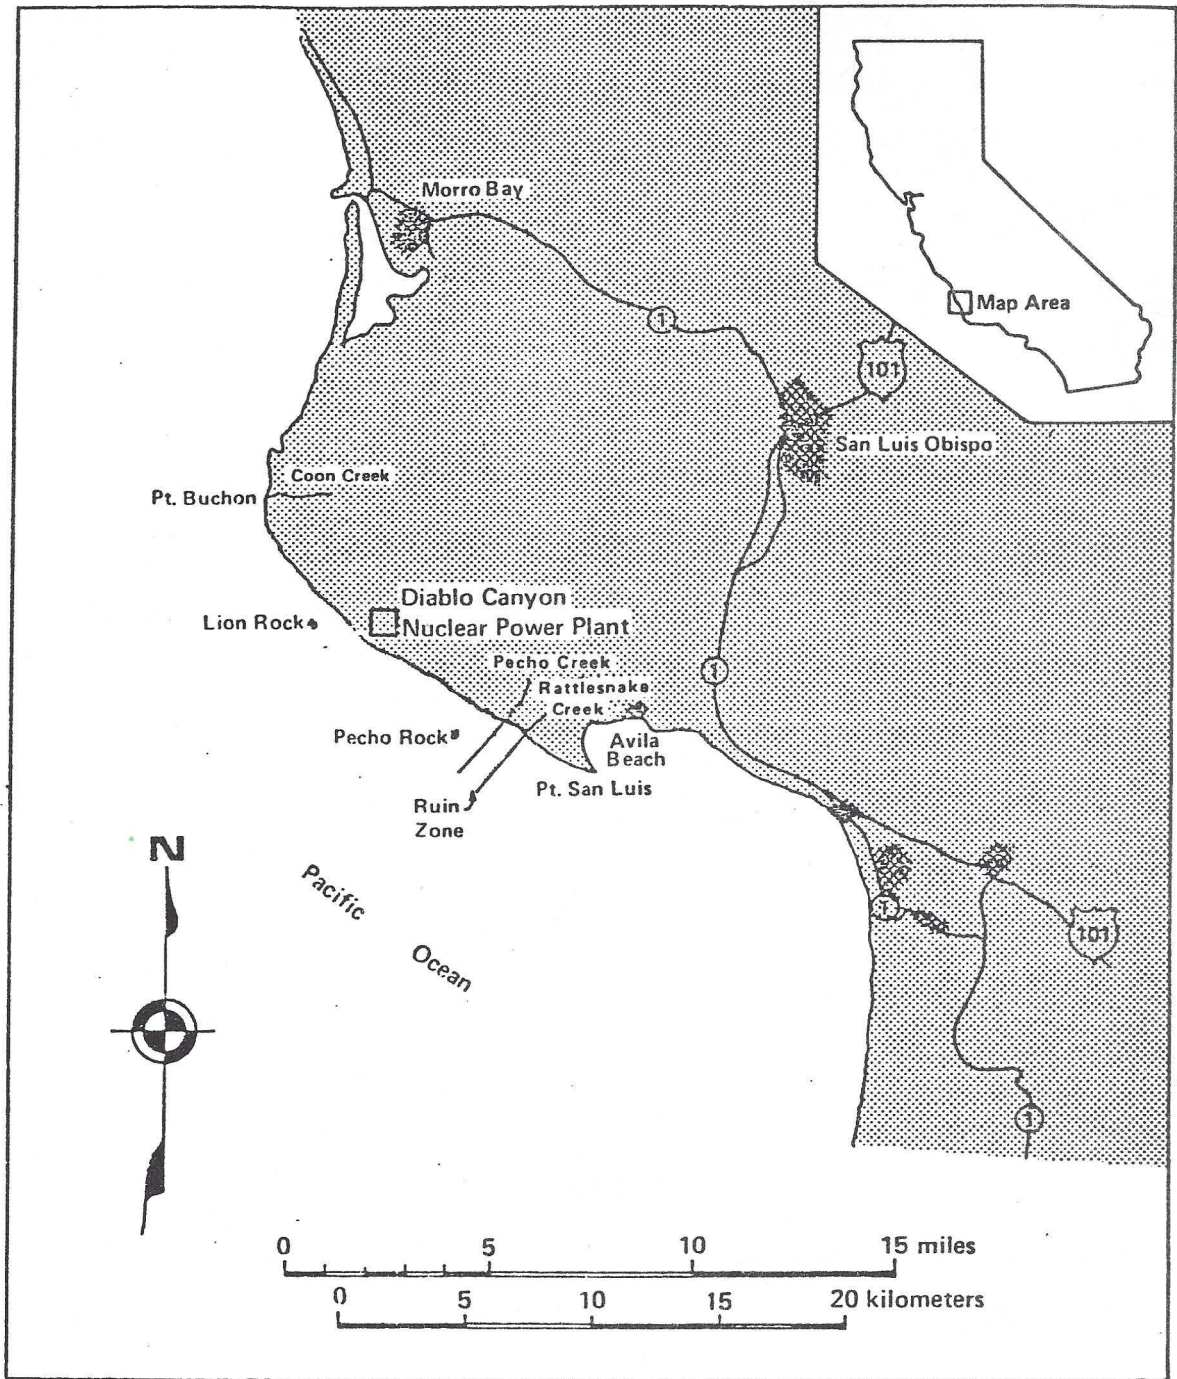 Morro Bay
Map Area
1
101
San Luis Obispo
Coon Creek
Pt. Buchon
Diablo Canyon
Nuclear Power Plant
Lion Rock
Pecho Creek
1
Rattlesnake
Creek
Pecho Rock
Avila
Beach
Pt. San Luis
Ruin
Zone
N
Pacific
Ocean
1
101
1
0 5 10 15 miles
0 5 10 15 20 kilometers